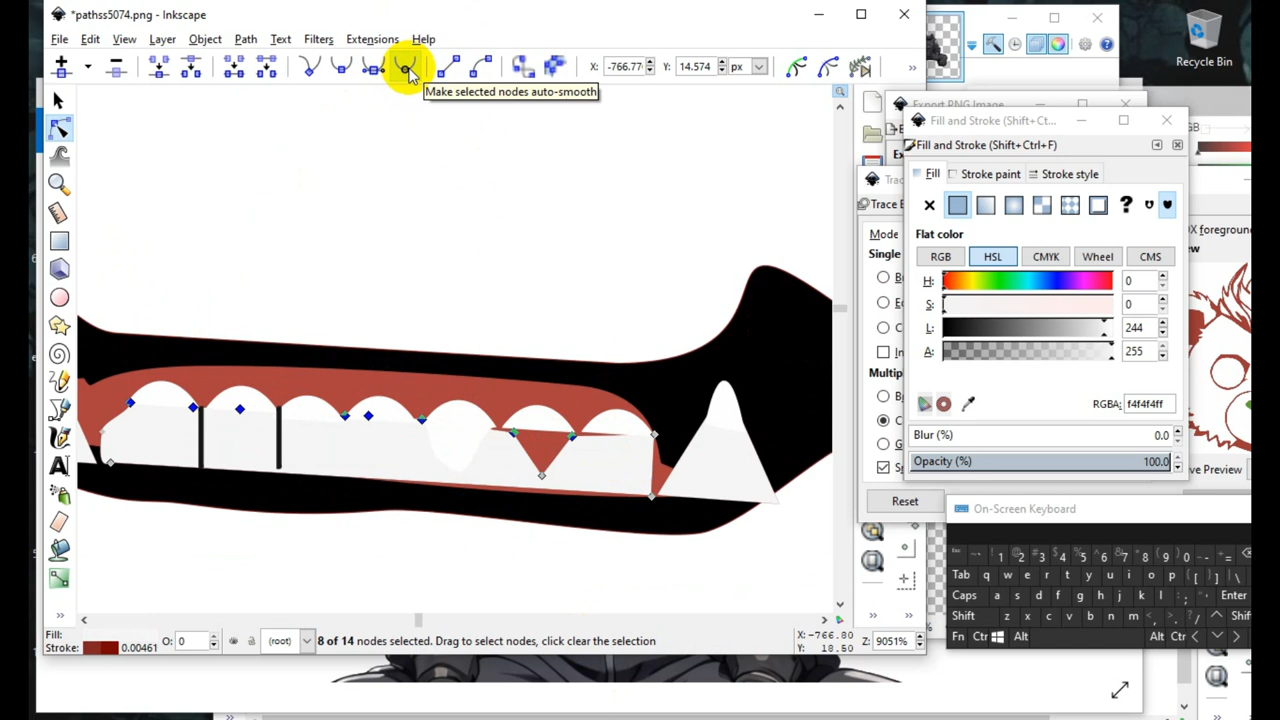 *pathss5074.png - Inkscape
File Edit View Layer Object Path Text Filters Extensions Help
X: -766.77 Y: 14.574 px
Make selected nodes auto-smooth
Recycle Bin
Export PNG Image
Fill and Stroke (Shift+Ct...
Fill and Stroke (Shift+Ctrl+F)
Fill Stroke paint Stroke style
Flat color
RGB HSL CMYK Wheel CMS
H: 0
S: 0
L: 244
A: 255
RGBA: f4f4f4ff
Blur (%) 0.0
Opacity (%) 100.0
Mode
Single
Reset
On-Screen Keyboard
Tab q w e r t y u i o p [ ] \
Caps a s d f g h j k l ; ' Enter
Shift z x c v b n m , . /
Fn Ctr Alt Alt Ctr
Fill:
Stroke: 0.00461 O: 0 (root) 8 of 14 nodes selected. Drag to select nodes, click clear the selection X: -766.80
Y: 18.50 Z: 9051%